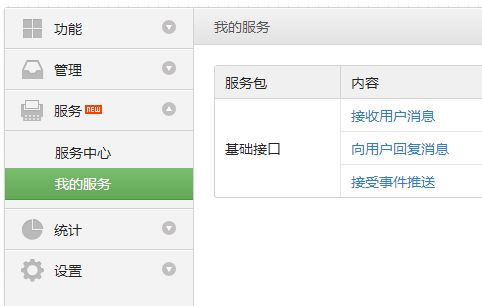 功能
管理
服务 NEW
服务中心
我的服务
统计
设置
我的服务
服务包 内容
基础接口
接收用户消息
向用户回复消息
接受事件推送